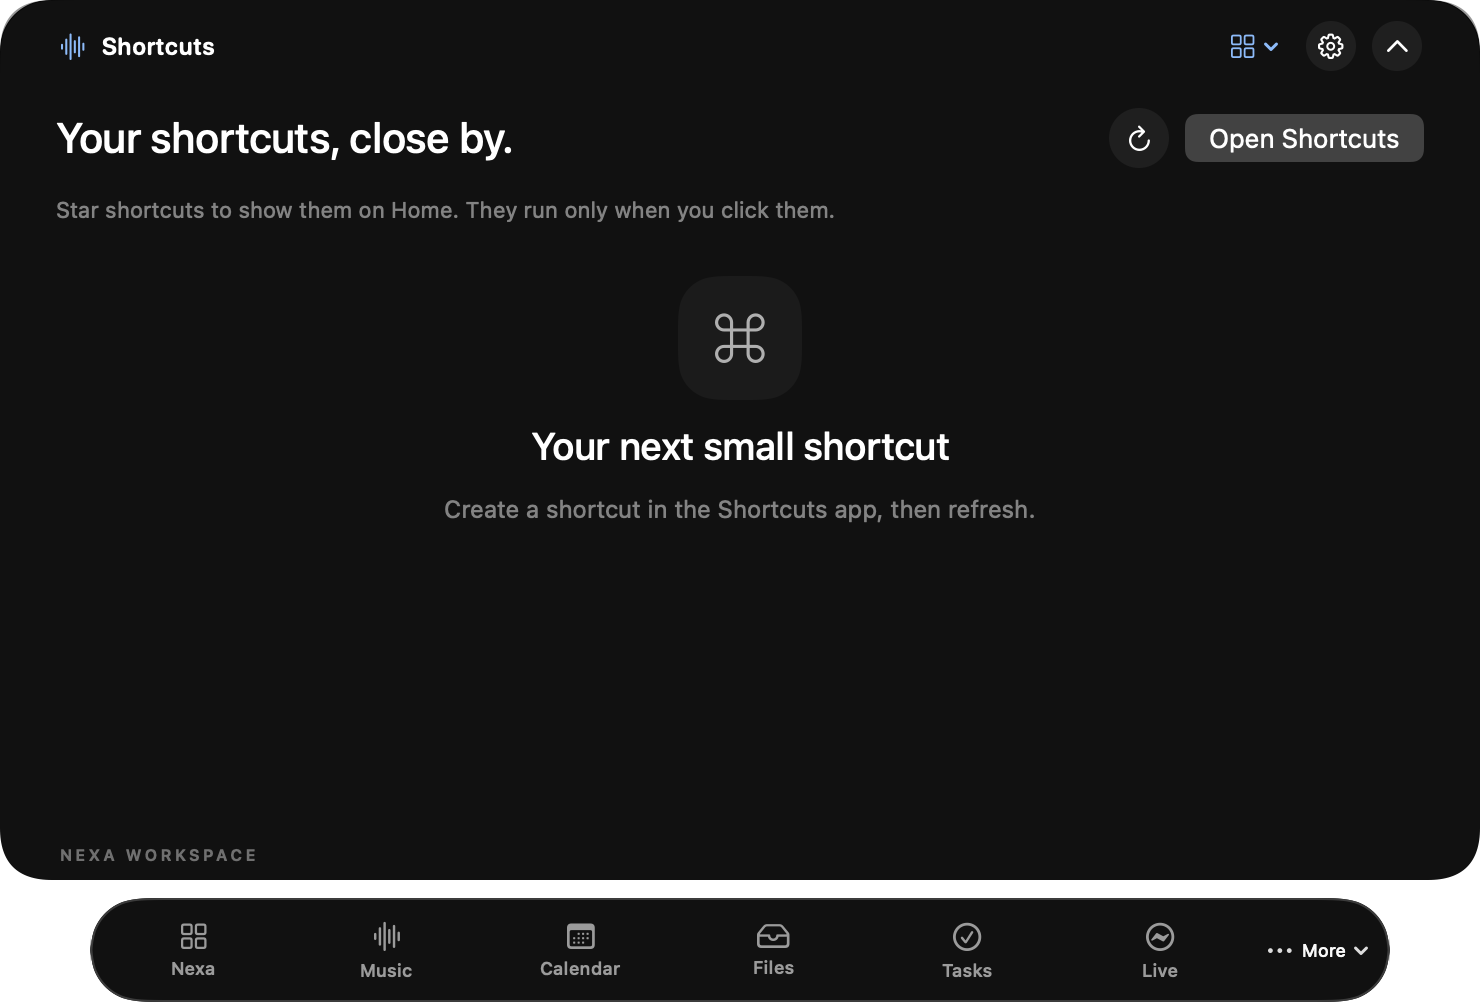 Shortcuts
Your shortcuts, close by.
Open Shortcuts
Star shortcuts to show them on Home. They run only when you click them.
Your next small shortcut
Create a shortcut in the Shortcuts app, then refresh.
NEXA WORKSPACE
Nexa
Music
Calendar
Files
Tasks
Live
More